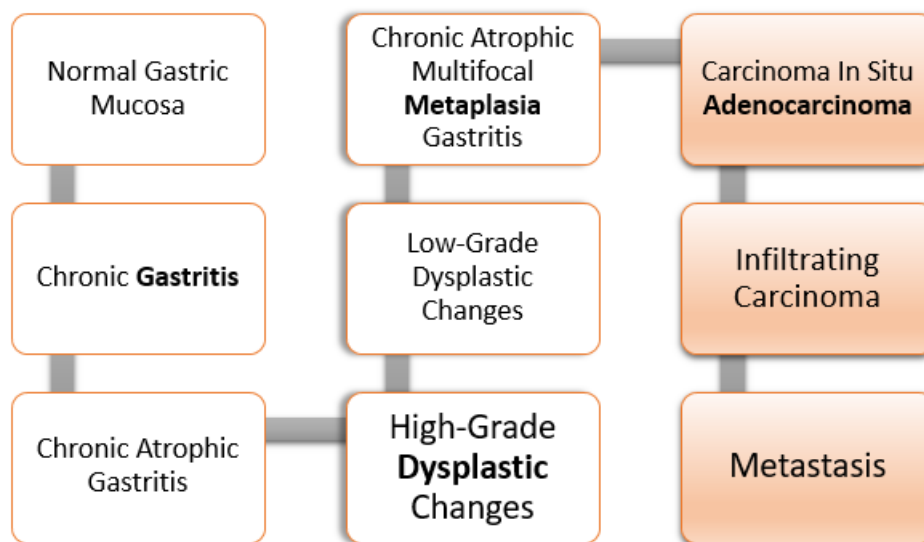 Normal Gastric
Mucosa
Chronic Gastritis
Chronic Atrophic
Gastritis
High-Grade
Dysplastic
Changes
Low-Grade
Dysplastic
Changes
Chronic Atrophic
Multifocal
Metaplasia
Gastritis
Carcinoma In Situ
Adenocarcinoma
Infiltrating
Carcinoma
Metastasis